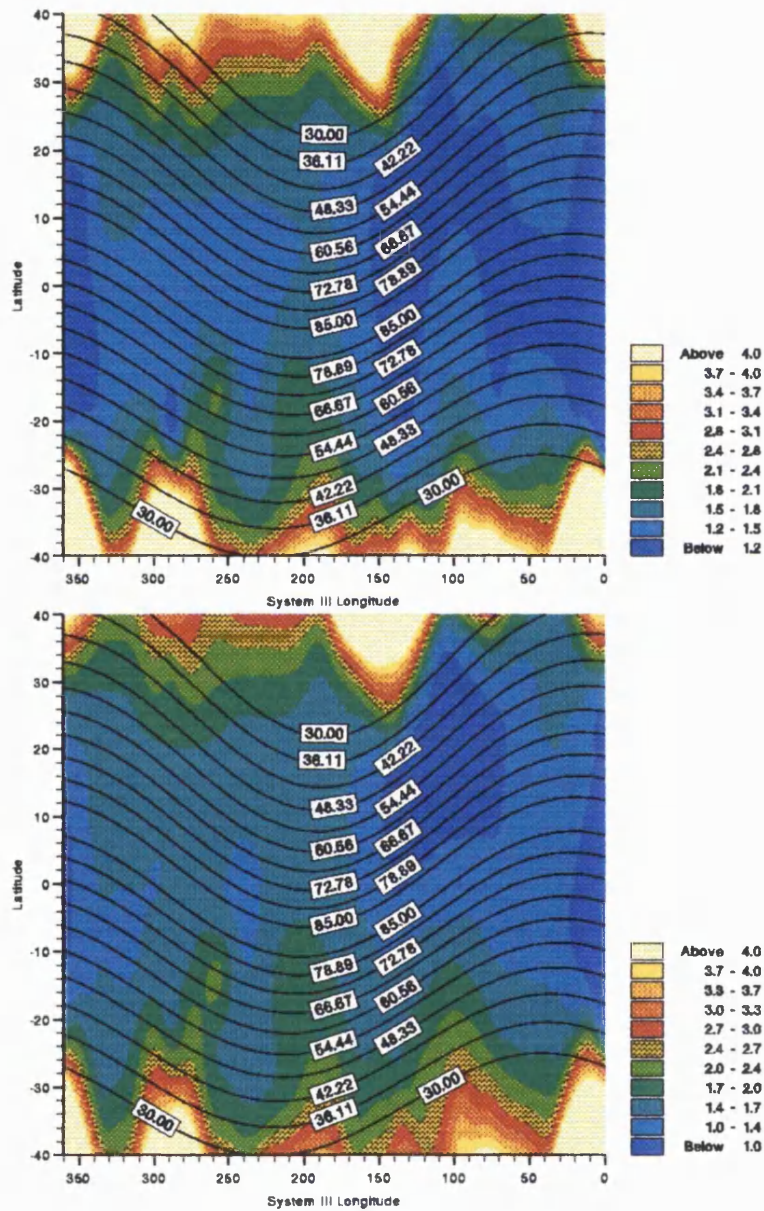 40
30
20
10
0
-10
-20
-30
-40
Latitude
30.00
36.11
42.22
48.33
54.44
60.56
66.67
72.78
78.89
85.00
85.00
78.89
72.78
66.67
60.56
54.44
48.33
42.22
36.11
30.00
30.00
350 300 250 200 150 100 50 0
System III Longitude
Above 4.0
3.7 - 4.0
3.4 - 3.7
3.1 - 3.4
2.8 - 3.1
2.4 - 2.8
2.1 - 2.4
1.8 - 2.1
1.5 - 1.8
1.2 - 1.5
Below 1.2
40
30
20
10
0
-10
-20
-30
-40
Latitude
30.00
36.11
42.22
48.33
54.44
60.56
66.67
72.78
78.89
85.00
85.00
78.89
72.78
66.67
60.56
54.44
48.33
42.22
36.11
30.00
30.00
350 300 250 200 150 100 50 0
System III Longitude
Above 4.0
3.7 - 4.0
3.3 - 3.7
3.0 - 3.3
2.7 - 3.0
2.4 - 2.7
2.0 - 2.4
1.7 - 2.0
1.4 - 1.7
1.0 - 1.4
Below 1.0